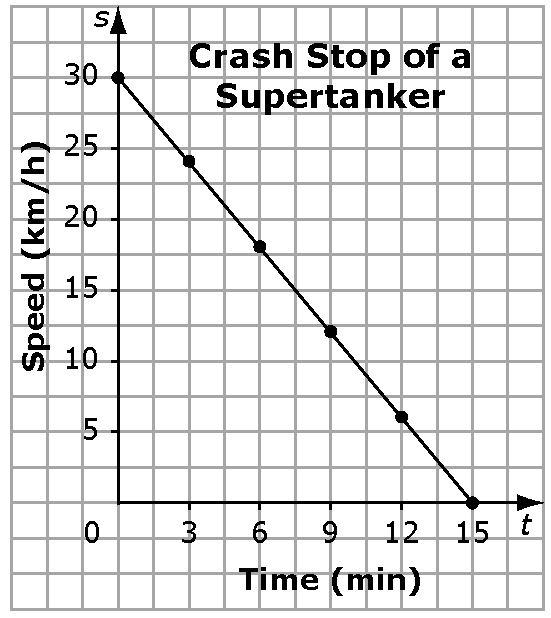 s
Crash Stop of a
Supertanker
Speed (km/h)
30
25
20
15
10
5
0 3 6 9 12 15 t
Time (min)